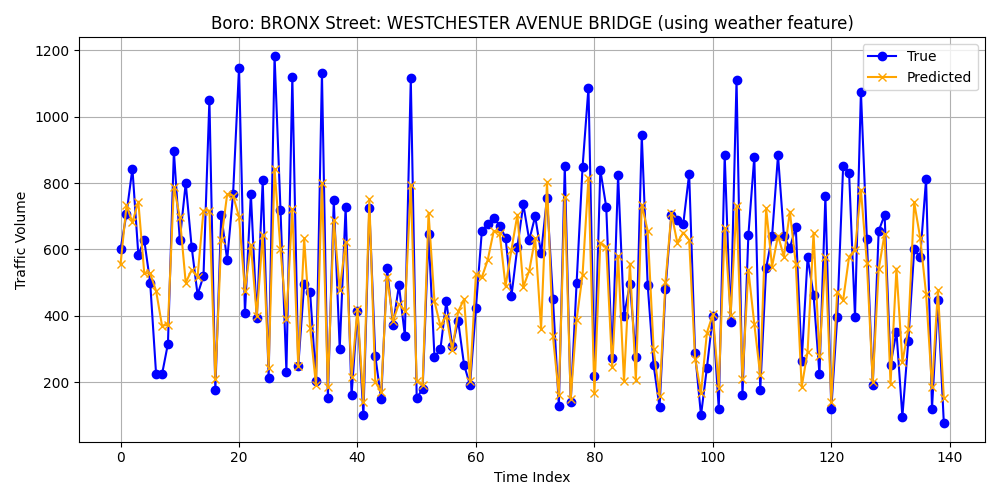 Boro: BRONX Street: WESTCHESTER AVENUE BRIDGE (using weather feature)
True
Predicted
Traffic Volume
1200
1000
800
600
400
200
0 20 40 60 80 100 120 140
Time Index